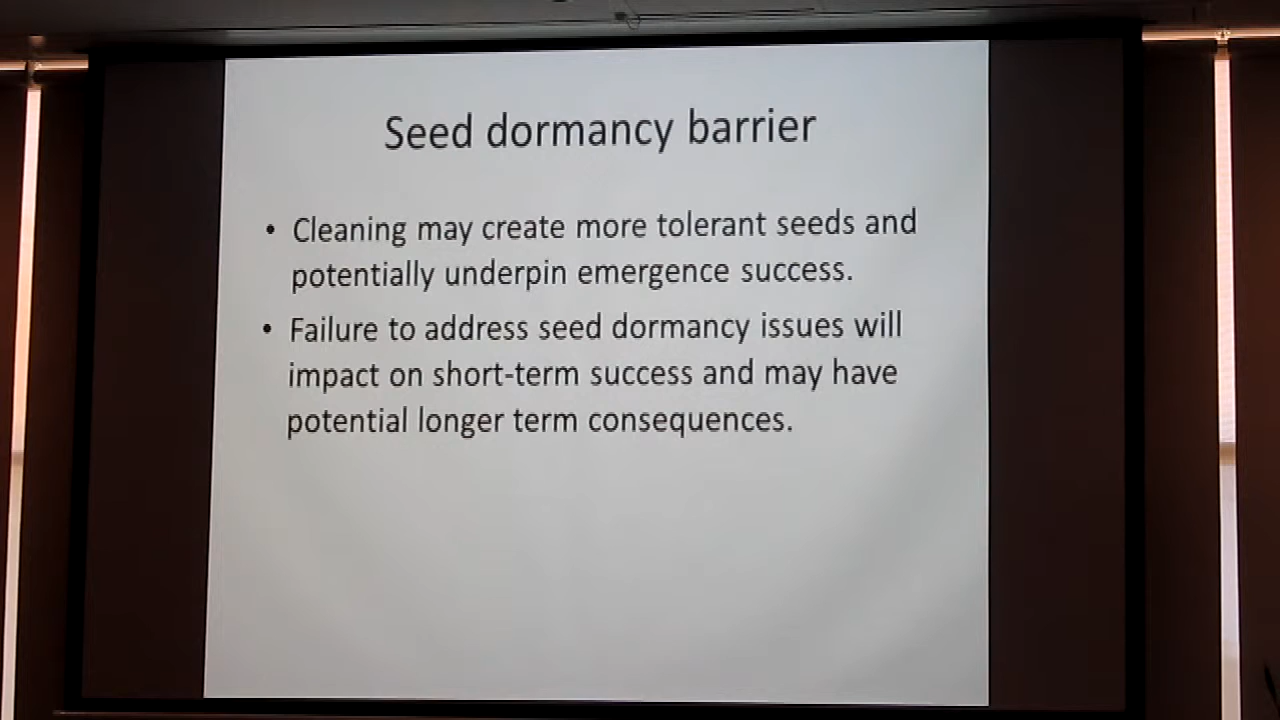 Seed dormancy barrier
• Cleaning may create more tolerant seeds and
potentially underpin emergence success.
• Failure to address seed dormancy issues will
impact on short-term success and may have
potential longer term consequences.